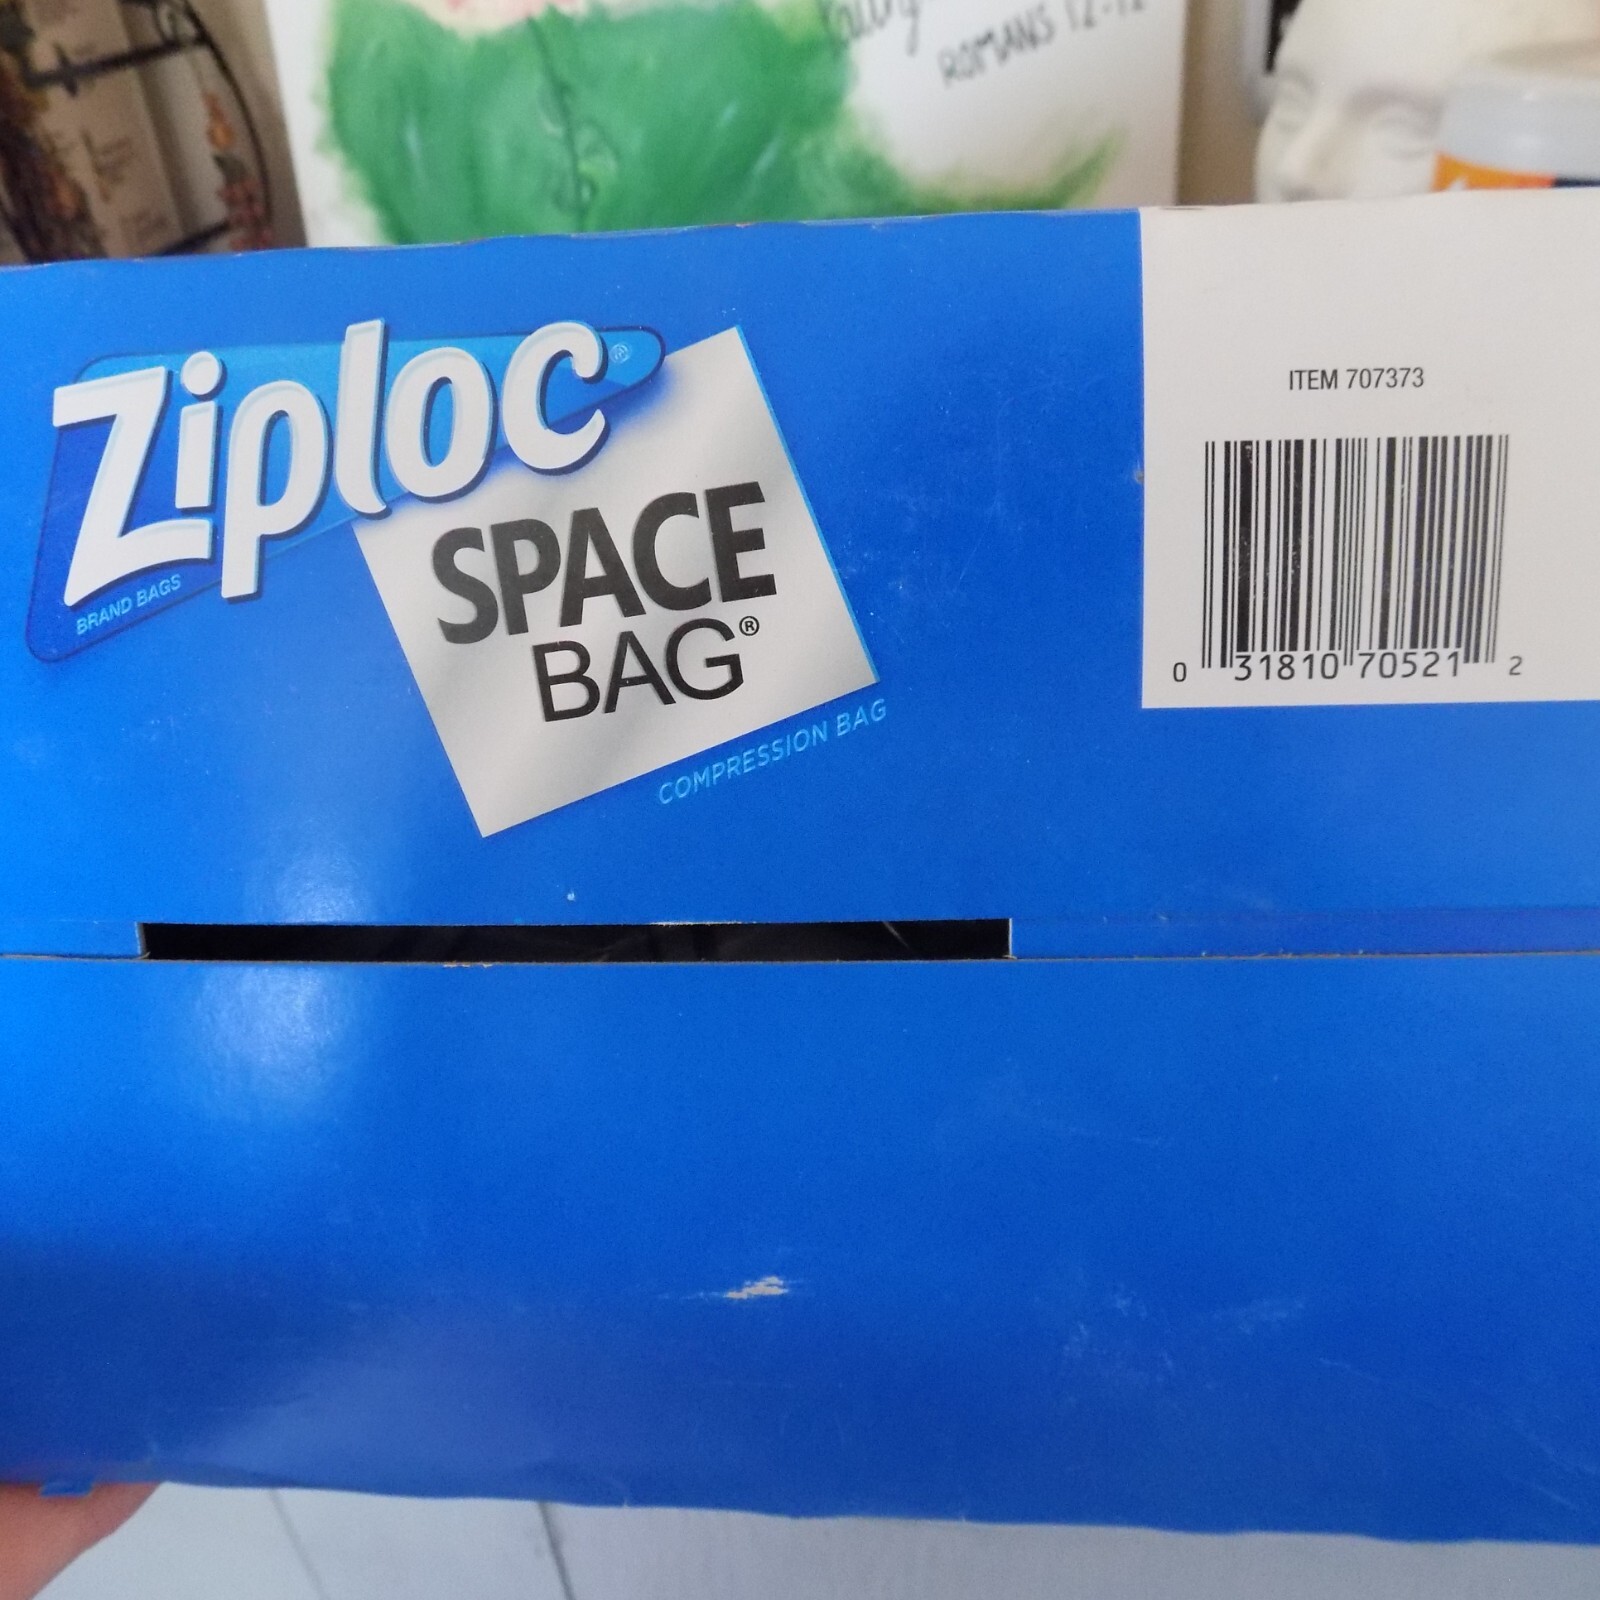 ROMANS 12:12
Ziploc®
BRAND BAGS
SPACE
BAG®
COMPRESSION BAG
ITEM 707373
0 31810 70521 2